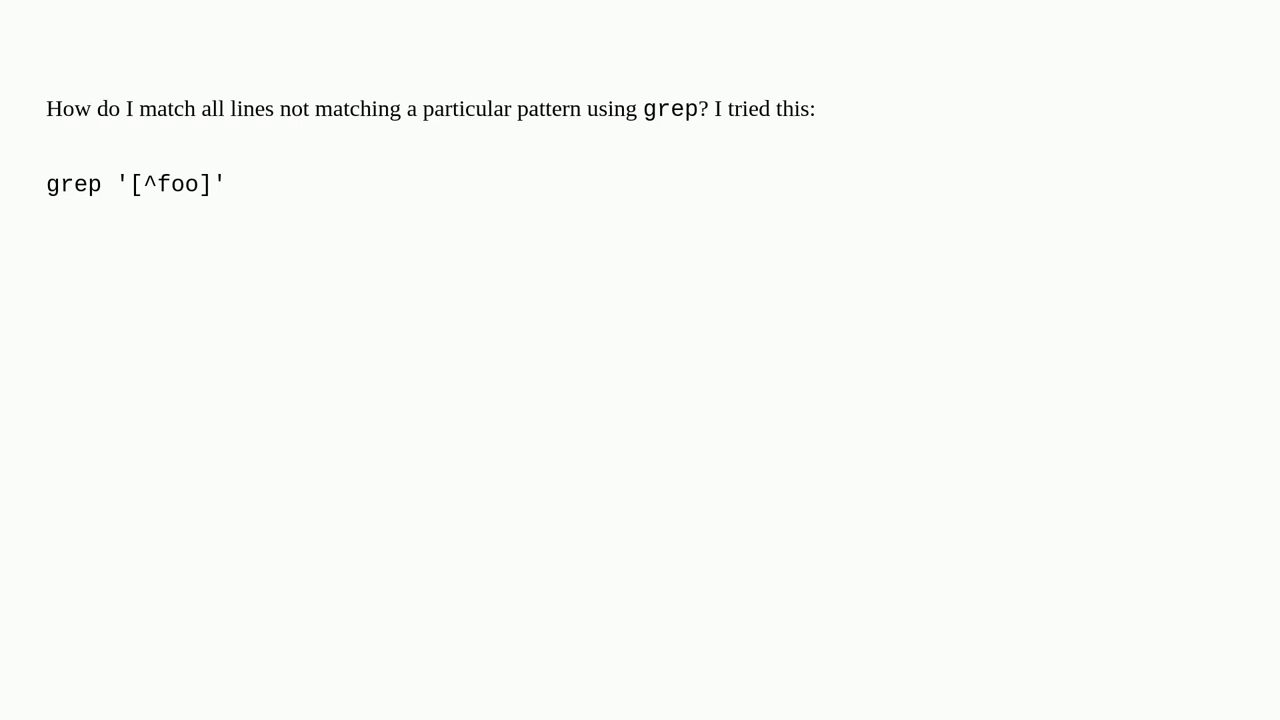 How do I match all lines not matching a particular pattern using grep? I tried this:
grep '[^foo]'